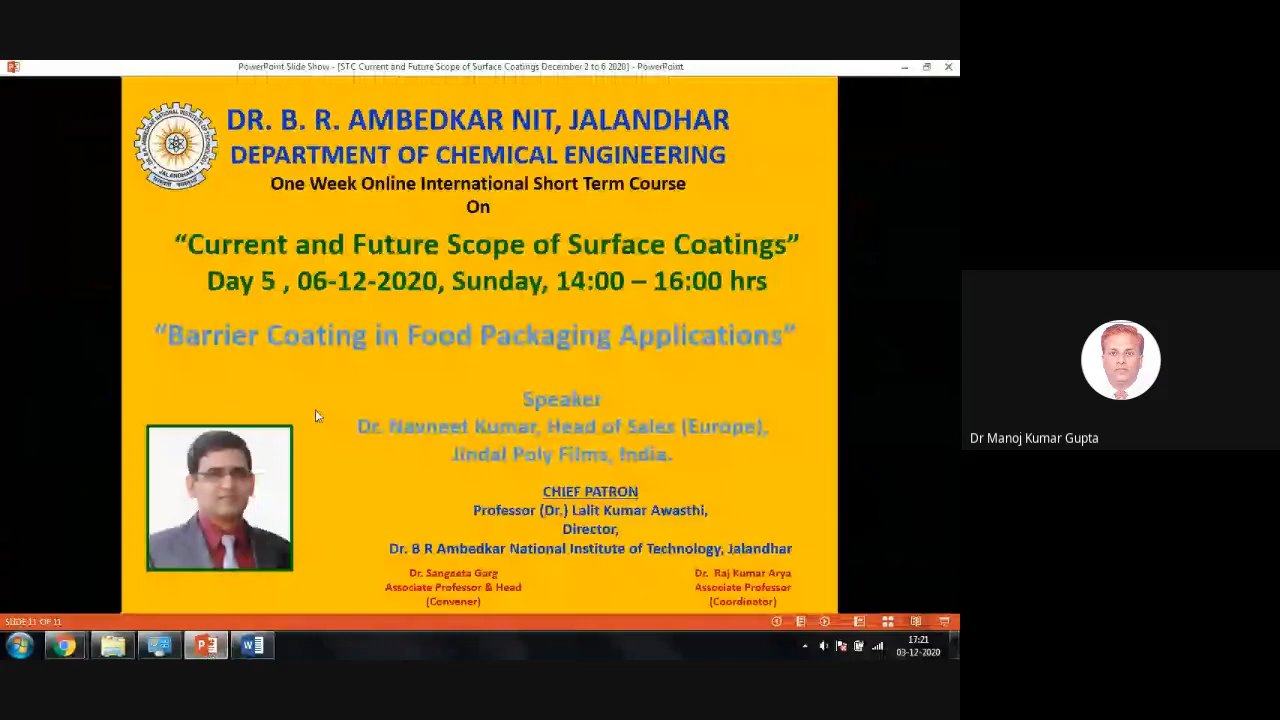 PowerPoint Slide Show - [STC Current and Future Scope of Surface Coatings December 2 to 6 2020] - PowerPoint
DR. B. R. AMBEDKAR NIT, JALANDHAR
DEPARTMENT OF CHEMICAL ENGINEERING
One Week Online International Short Term Course
On
“Current and Future Scope of Surface Coatings”
Day 5 , 06-12-2020, Sunday, 14:00 – 16:00 hrs
“Barrier Coating in Food Packaging Applications”
Speaker
Dr. Navneet Kumar, Head of Sales (Europe),
Jindal Poly Films, India.
CHIEF PATRON
Professor (Dr.) Lalit Kumar Awasthi,
Director,
Dr. B R Ambedkar National Institute of Technology, Jalandhar
Dr. Sangeeta Garg
Associate Professor & Head
(Convener)
Dr. Raj Kumar Arya
Associate Professor
(Coordinator)
SLIDE 11 OF 11
17:21
03-12-2020
Dr Manoj Kumar Gupta